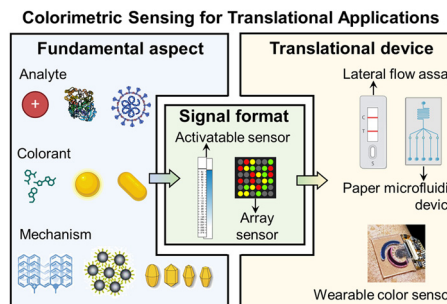 Colorimetric Sensing for Translational Applications
Fundamental aspect
Analyte
+
Colorant
Mechanism
Signal format
Activatable sensor
Array
sensor
Translational device
Lateral flow assa
C
T
S
Paper microfluidi
devic
Wearable color senso